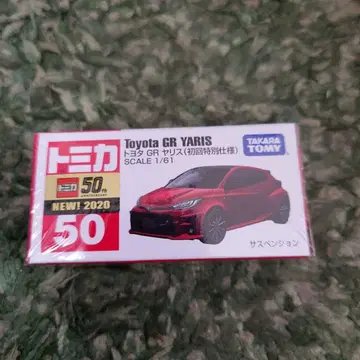 トミカ
トミカ 50th
ANNIVERSARY
NEW! 2020
50
Toyota GR YARIS
トヨタ GR ヤリス(初回特別仕様)
SCALE 1/61
TAKARA
TOMY
サスペンション